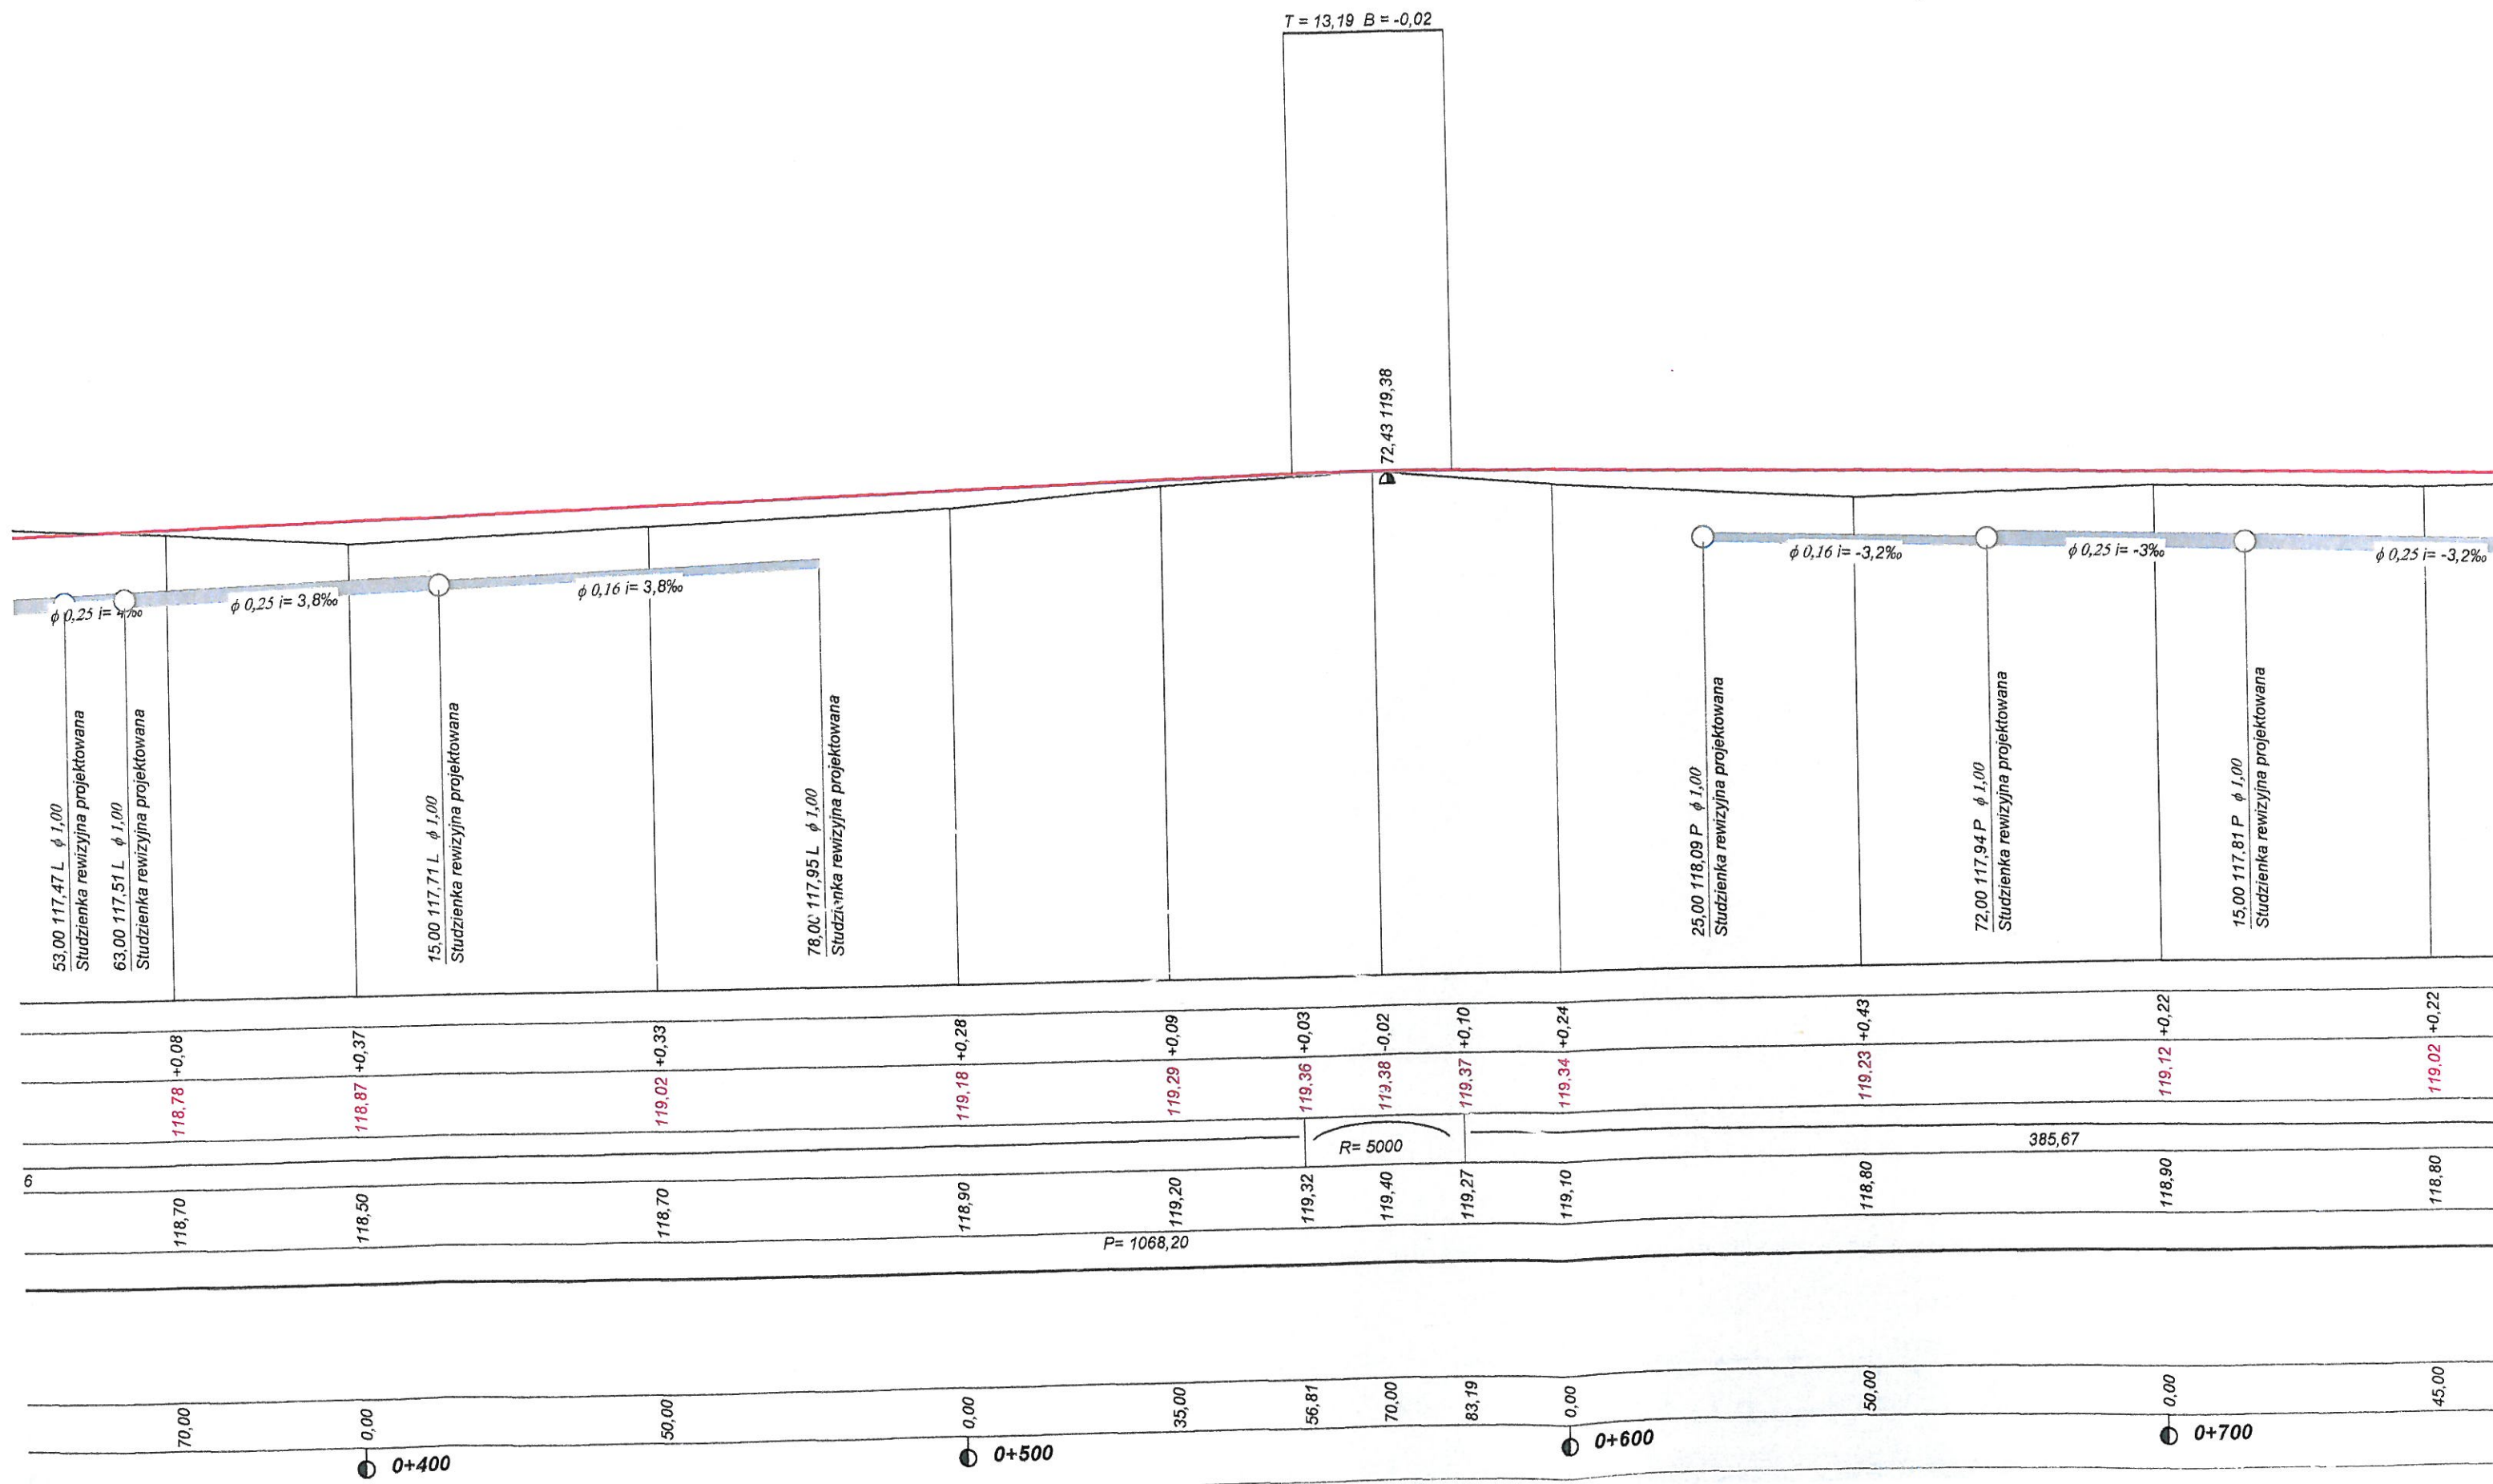 T = 13,19 B = -0,02
72,43 119,38
ϕ 0,25 i= 4‰
ϕ 0,25 i= 3,8‰
ϕ 0,16 i= 3,8‰
ϕ 0,16 i= -3,2‰
ϕ 0,25 i= -3‰
ϕ 0,25 i= -3,2‰
53,00 117,47 L ϕ 1,00
Studzienka rewizyjna projektowana
63,00 117,51 L ϕ 1,00
Studzienka rewizyjna projektowana
15,00 117,71 L ϕ 1,00
Studzienka rewizyjna projektowana
78,00 117,95 L ϕ 1,00
Studzienka rewizyjna projektowana
25,00 118,09 P ϕ 1,00
Studzienka rewizyjna projektowana
72,00 117,94 P ϕ 1,00
Studzienka rewizyjna projektowana
15,00 117,81 P ϕ 1,00
Studzienka rewizyjna projektowana
+0,08 +0,37 +0,33 +0,28 +0,09 +0,03 -0,02 +0,10 +0,24 +0,43 +0,22 +0,22
118,78 118,87 119,02 119,18 119,29 119,36 119,38 119,37 119,34 119,23 119,12 119,02
R= 5000
385,67
6
118,70 118,50 118,70 118,90 119,20 119,32 119,40 119,27 119,10 118,80 118,90 118,80
P= 1068,20
70,00 0,00 50,00 0,00 35,00 56,81 70,00 83,19 0,00 50,00 0,00 45,00
0+400 0+500 0+600 0+700